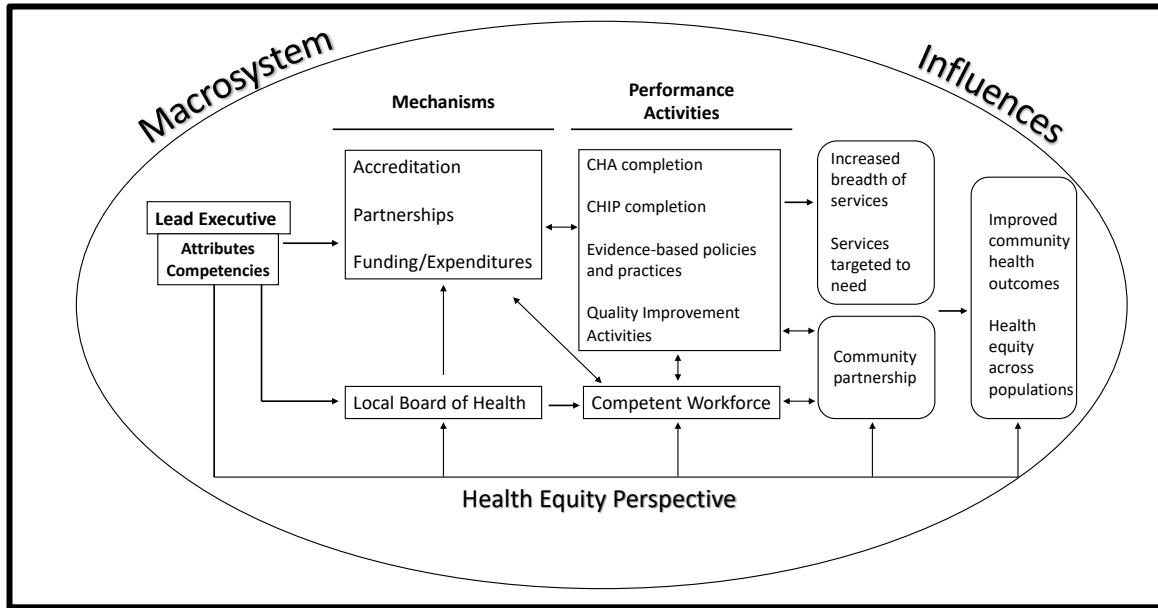 Macrosystem
Influences
Mechanisms
Performance
Activities
Lead Executive
Attributes
Competencies
Accreditation
Partnerships
Funding/Expenditures
CHA completion
CHIP completion
Evidence-based policies
and practices
Quality Improvement
Activities
Increased
breadth of
services
Services
targeted to
need
Improved
community
health
outcomes
Health
equity
across
populations
Community
partnership
Local Board of Health
Competent Workforce
Health Equity Perspective